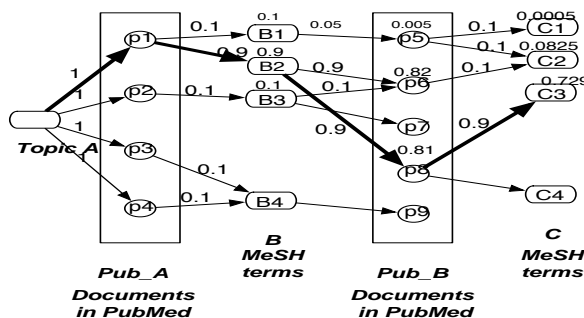 0.1
0.1
B1
0.05
0.005
p5
0.1
0.0005
C1
p1
0.9
0.9
B2
0.9
0.82
p6
0.1
0.1
0.0825
C2
1
1
p2
0.1
0.1
B3
0.1
0.729
C3
Topic A
1
p3
0.9
p7
0.9
1
0.1
0.81
p8
p4
0.1
B4
p9
C4
B
MeSH
terms
C
MeSH
terms
Pub_A
Documents
in PubMed
Pub_B
Documents
in PubMed